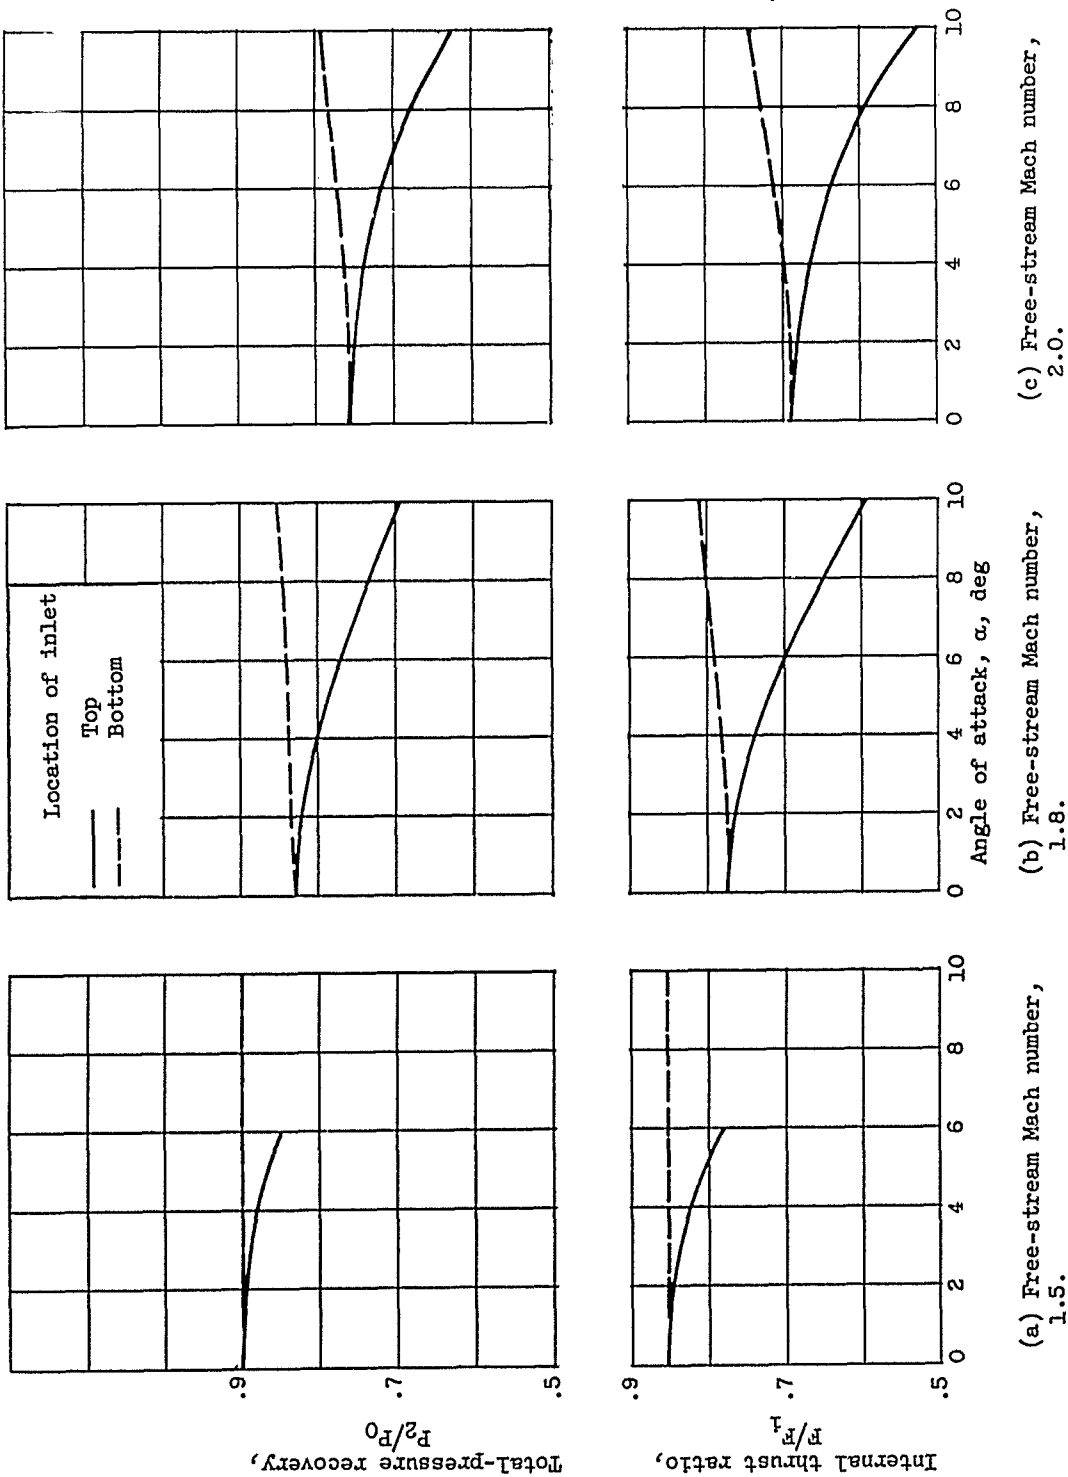 Location of inlet
Top
Bottom
Total-pressure recovery,
P2/P0
.9
.7
.5
Internal thrust ratio,
F/Fi
.9
.7
.5
0 2 4 6 8 10
0 2 4 6 8 10
0 2 4 6 8 10
Angle of attack, α, deg
(a) Free-stream Mach number,
1.5.
(b) Free-stream Mach number,
1.8.
(c) Free-stream Mach number,
2.0.